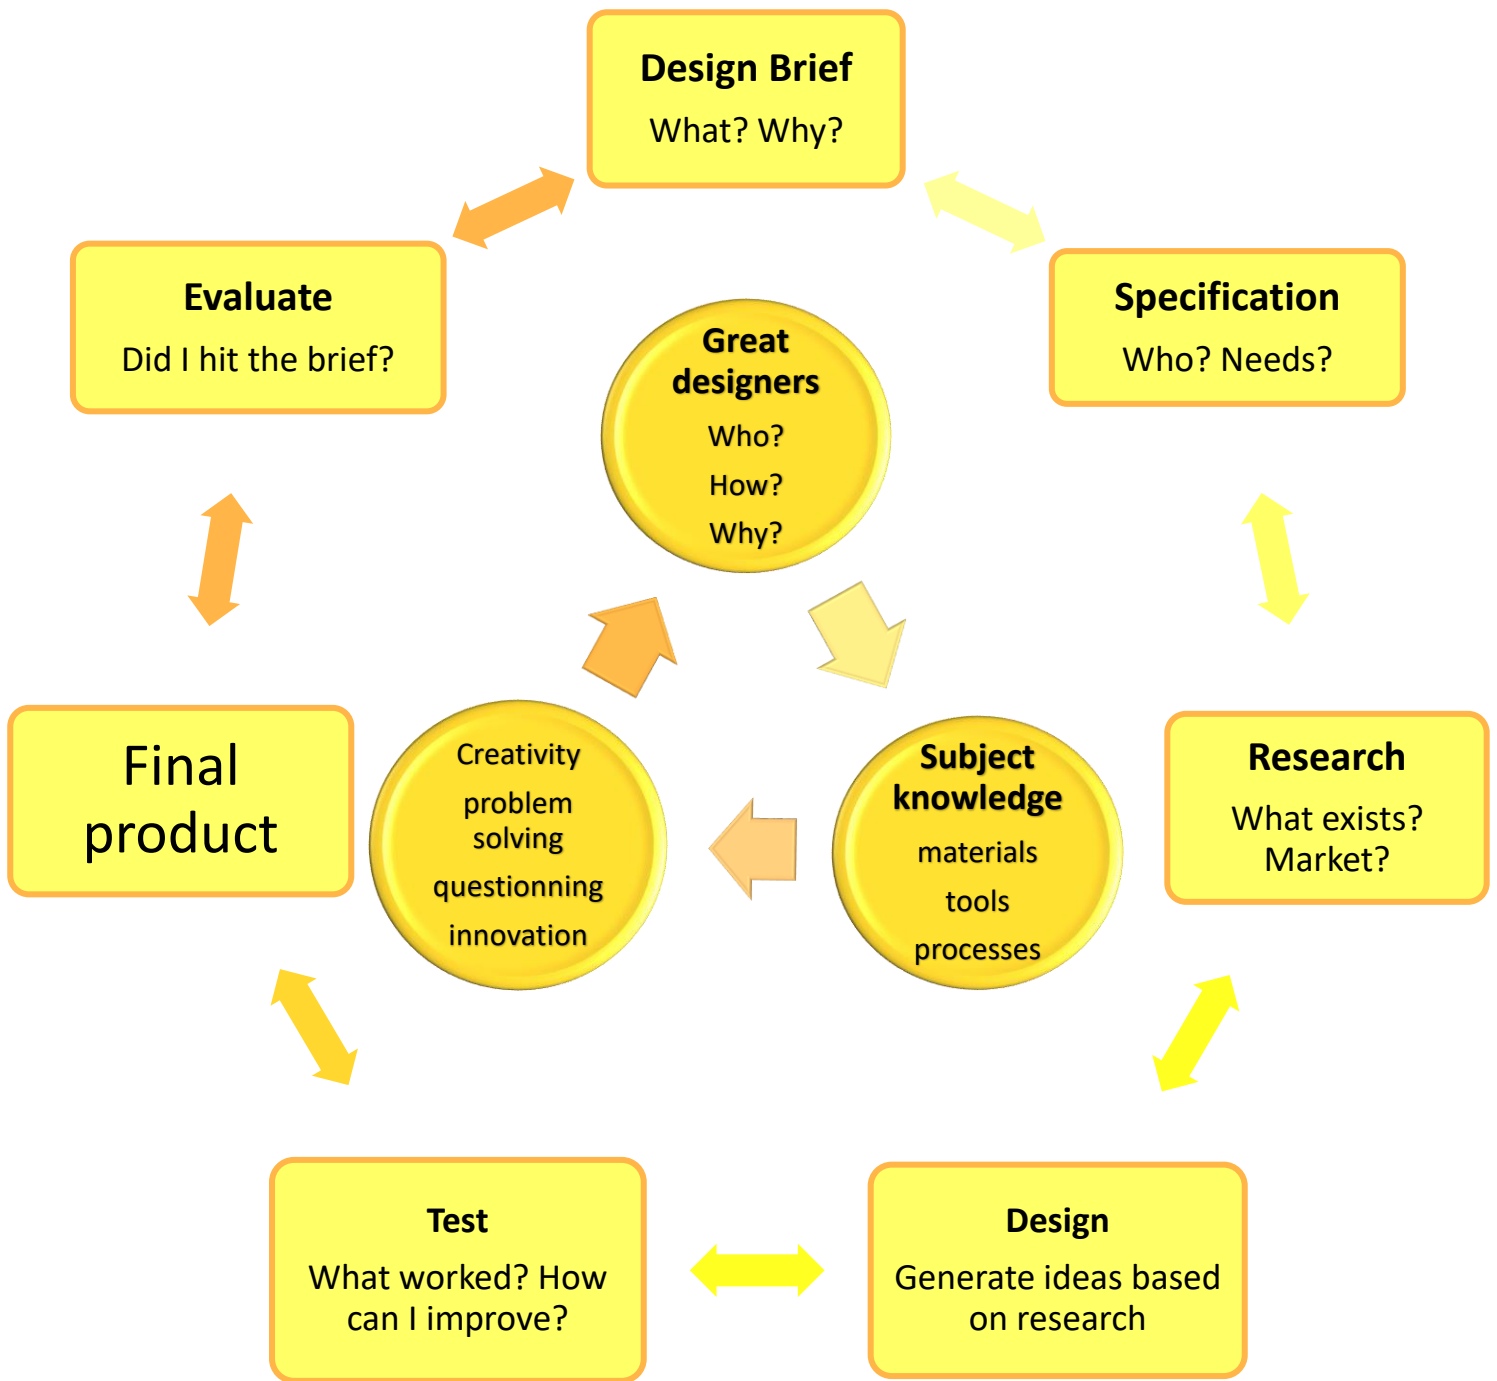 Design Brief
What? Why?
Specification
Who? Needs?
Research
What exists?
Market?
Design
Generate ideas based
on research
Test
What worked? How
can I improve?
Final
product
Evaluate
Did I hit the brief?
Great
designers
Who?
How?
Why?
Subject
knowledge
materials
tools
processes
Creativity
problem
solving
questionning
innovation